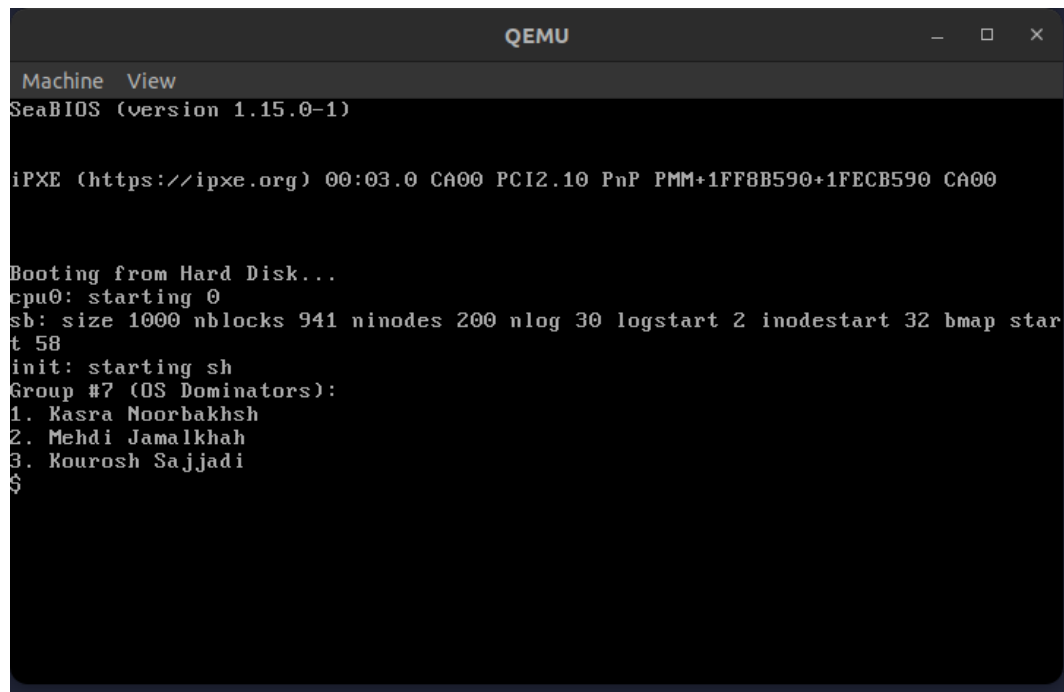 QEMU
Machine View
SeaBIOS (version 1.15.0-1)
iPXE (https://ipxe.org) 00:03.0 CA00 PCI2.10 PnP PMM+1FF8B590+1FECB590 CA00
Booting from Hard Disk...
cpu0: starting 0
sb: size 1000 nblocks 941 ninodes 200 nlog 30 logstart 2 inodestart 32 bmap star
t 58
init: starting sh
Group #7 (OS Dominators):
1. Kasra Noorbakhsh
2. Mehdi Jamalkhah
3. Kourosh Sajjadi
$